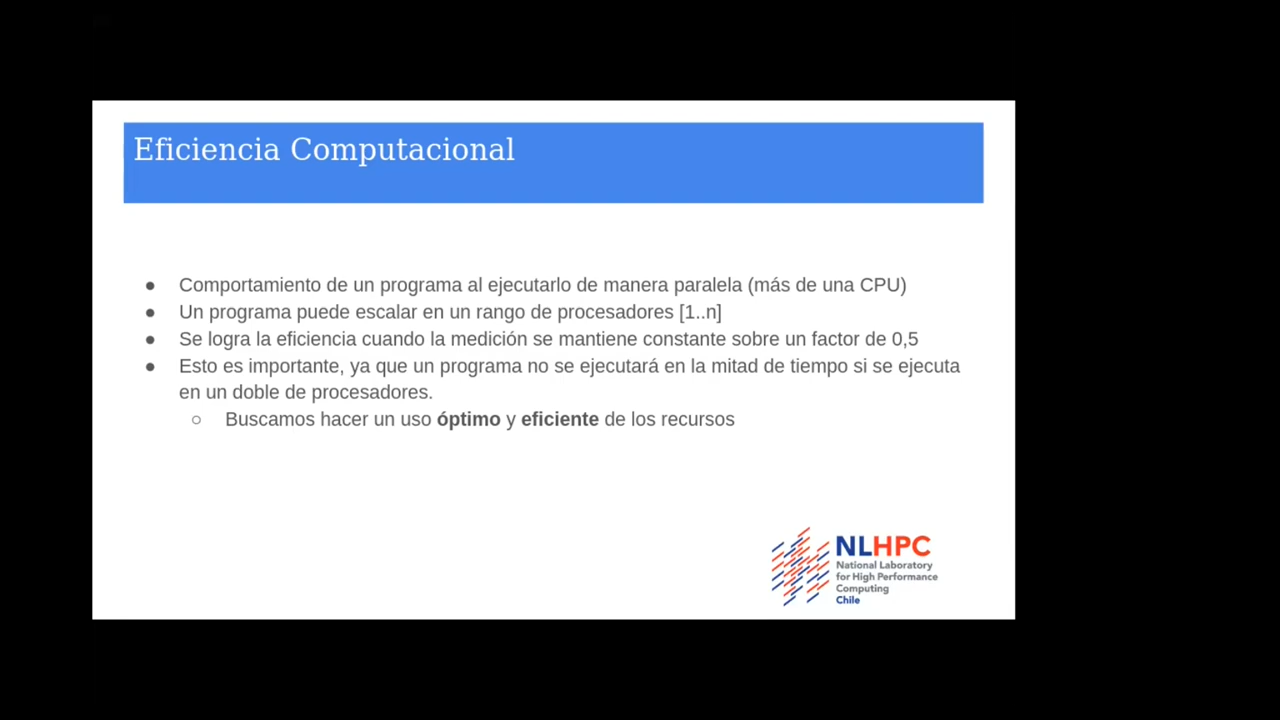 Eficiencia Computacional
● Comportamiento de un programa al ejecutarlo de manera paralela (más de una CPU)
● Un programa puede escalar en un rango de procesadores [1..n]
● Se logra la eficiencia cuando la medición se mantiene constante sobre un factor de 0,5
● Esto es importante, ya que un programa no se ejecutará en la mitad de tiempo si se ejecuta
en un doble de procesadores.
○ Buscamos hacer un uso óptimo y eficiente de los recursos
NLHPC
National Laboratory
for High Performance
Computing
Chile